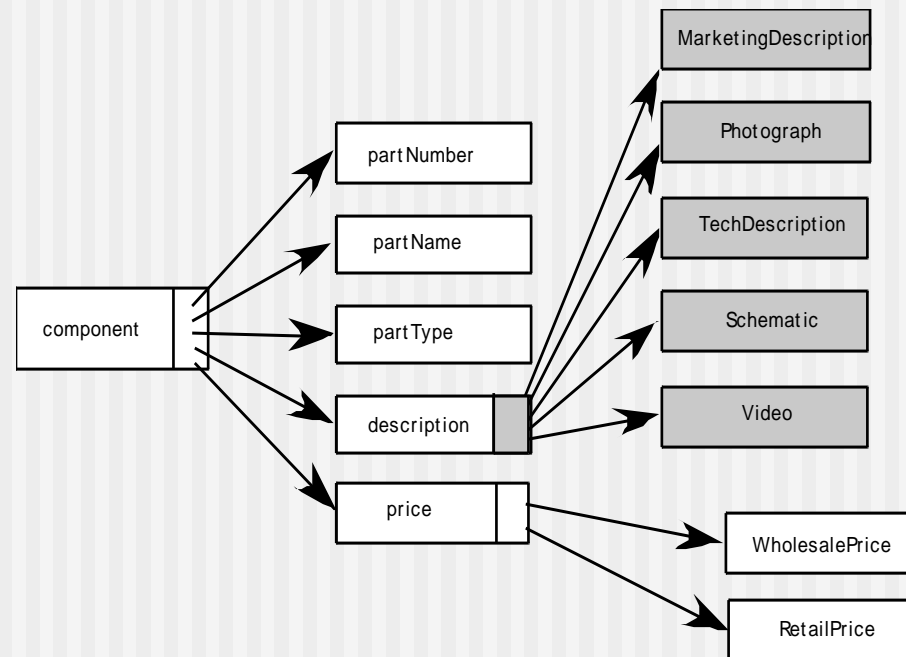 component
partNumber
partName
partType
description
price
MarketingDescription
Photograph
TechDescription
Schematic
Video
WholesalePrice
RetailPrice